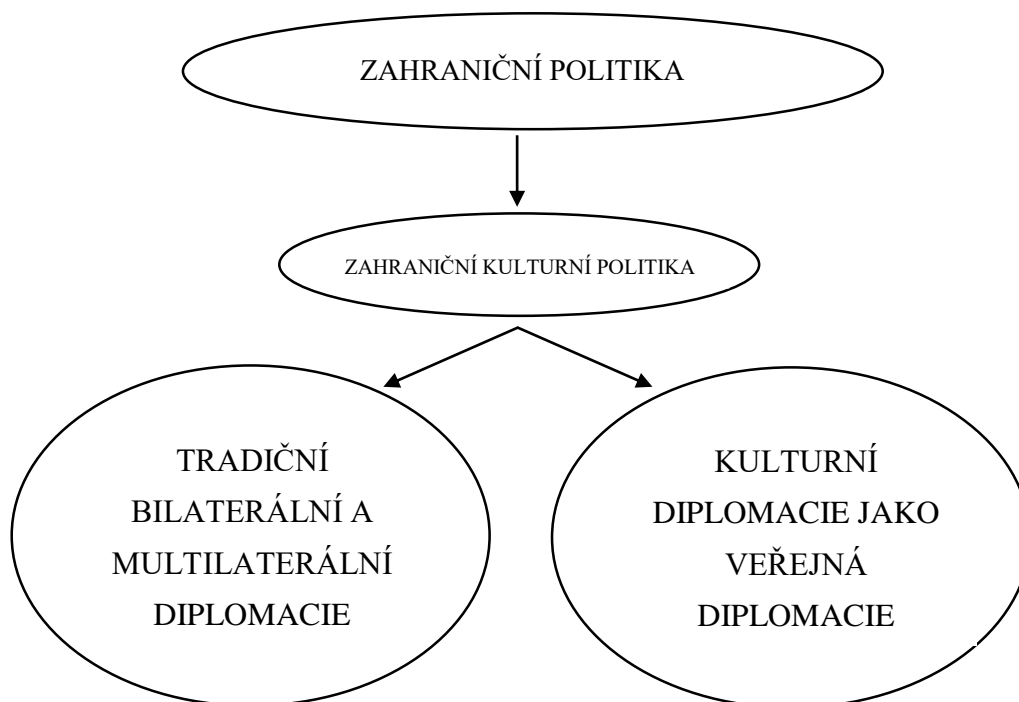 ZAHRANIČNÍ POLITIKA
ZAHRANIČNÍ KULTURNÍ POLITIKA
TRADIČNÍ
BILATERÁLNÍ A
MULTILATERÁLNÍ
DIPLOMACIE
KULTURNÍ
DIPLOMACIE JAKO
VEŘEJNÁ
DIPLOMACIE